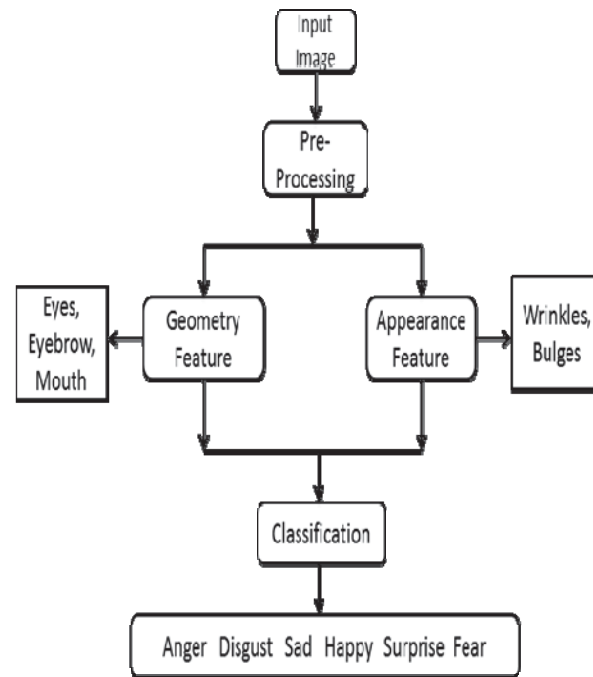 Input
Image
Pre-
Processing
Eyes,
Eyebrow,
Mouth
Geometry
Feature
Appearance
Feature
Wrinkles,
Bulges
Classification
Anger Disgust Sad Happy Surprise Fear